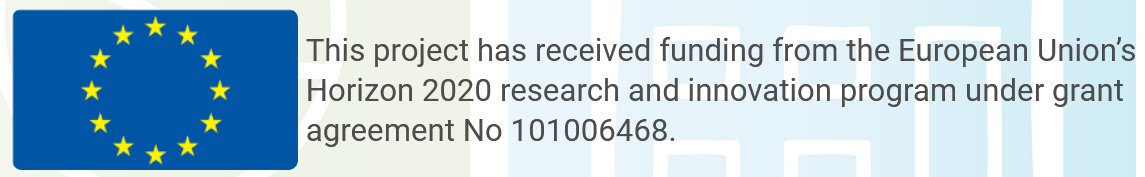 This project has received funding from the European Union’s
Horizon 2020 research and innovation program under grant
agreement No 101006468.